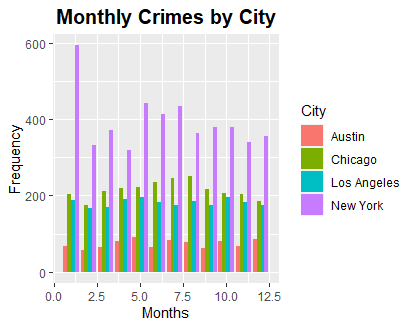 Monthly Crimes by City
600
400
200
0
Frequency
0.0 2.5 5.0 7.5 10.0 12.5
Months
City
Austin
Chicago
Los Angeles
New York